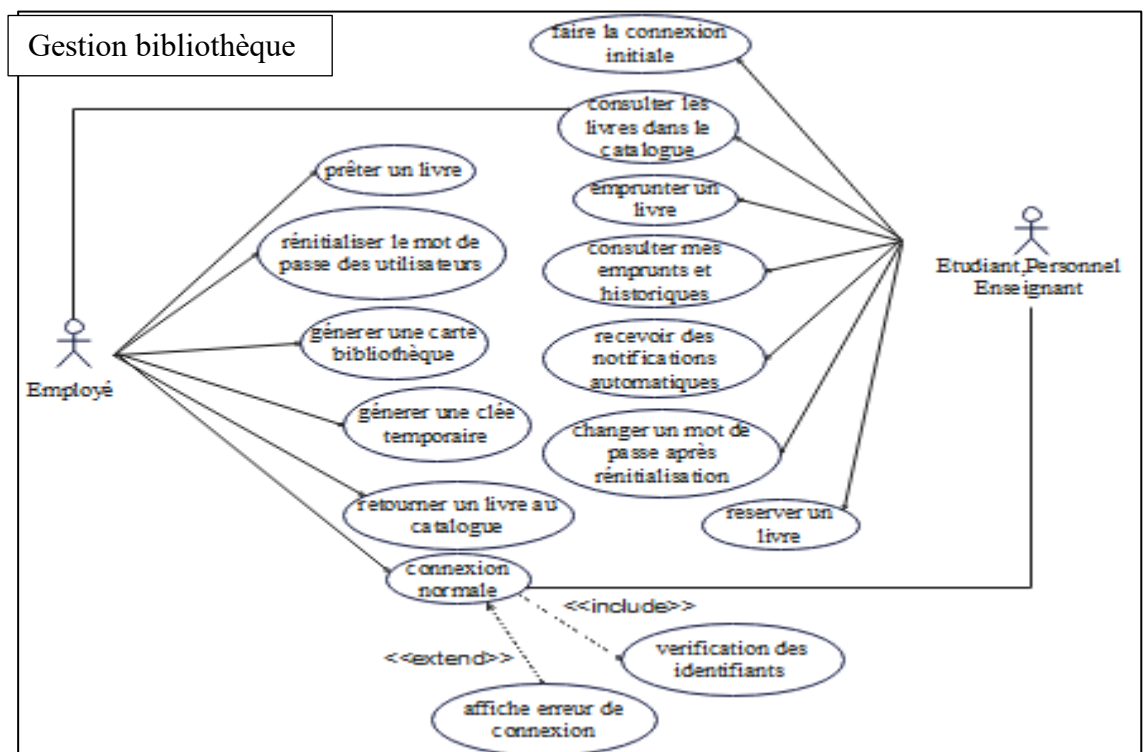 Gestion bibliothèque
faire la connexion
initiale
consulter les
livres dans le
catalogue
prêter un livre
emprunter un
livre
rénitialiser le mot de
passe des utilisateurs
consulter mes
emprunts et
historiques
Etudiant,Personnel
Enseignant
génerer une carte
bibliothèque
recevoir des
notifications
automatiques
Employé
génerer une clée
temporaire
changer un mot de
passe après
rénitialisation
retourner un livre au
catalogue
reserver un
livre
connexion
normale
<<include>>
<<extend>>
verification des
identifiants
affiche erreur de
connexion